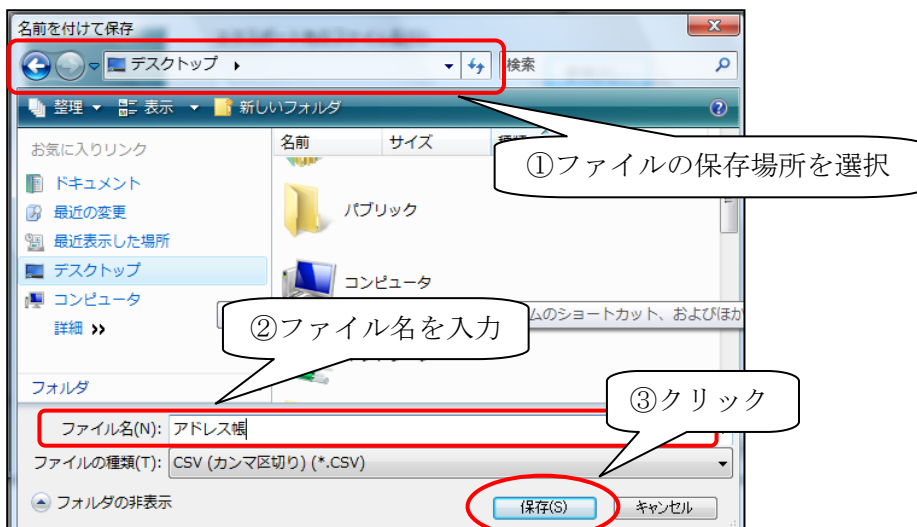 名前を付けて保存
デスクトップ
検索
整理 表示 新しいフォルダ
①ファイルの保存場所を選択
お気に入りリンク
名前 サイズ
ドキュメント
最近の変更
最近表示した場所
デスクトップ
コンピュータ
詳細 »
パブリック
コンピュータ
ムのショートカット、およびほか
②ファイル名を入力
フォルダ
③クリック
ファイル名(N): アドレス帳
ファイルの種類(T): CSV (カンマ区切り) (*.CSV)
フォルダの非表示
保存(S) キャンセル